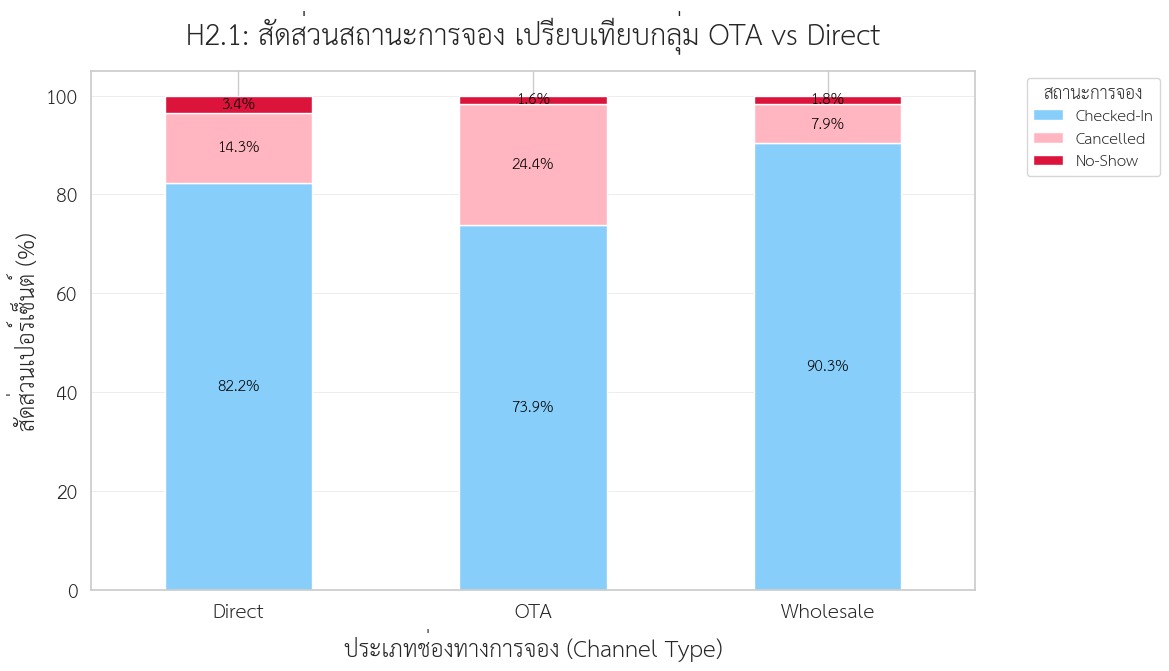 H2.1: สัดส่วนสถานะการจอง เปรียบเทียบกลุ่ม OTA vs Direct
สัดส่วนเปอร์เซ็นต์ (%)
100
80
60
40
20
0
3.4%
14.3%
82.2%
1.6%
24.4%
73.9%
1.8%
7.9%
90.3%
Direct
OTA
Wholesale
ประเภทช่องทางการจอง (Channel Type)
สถานะการจอง
Checked-In
Cancelled
No-Show